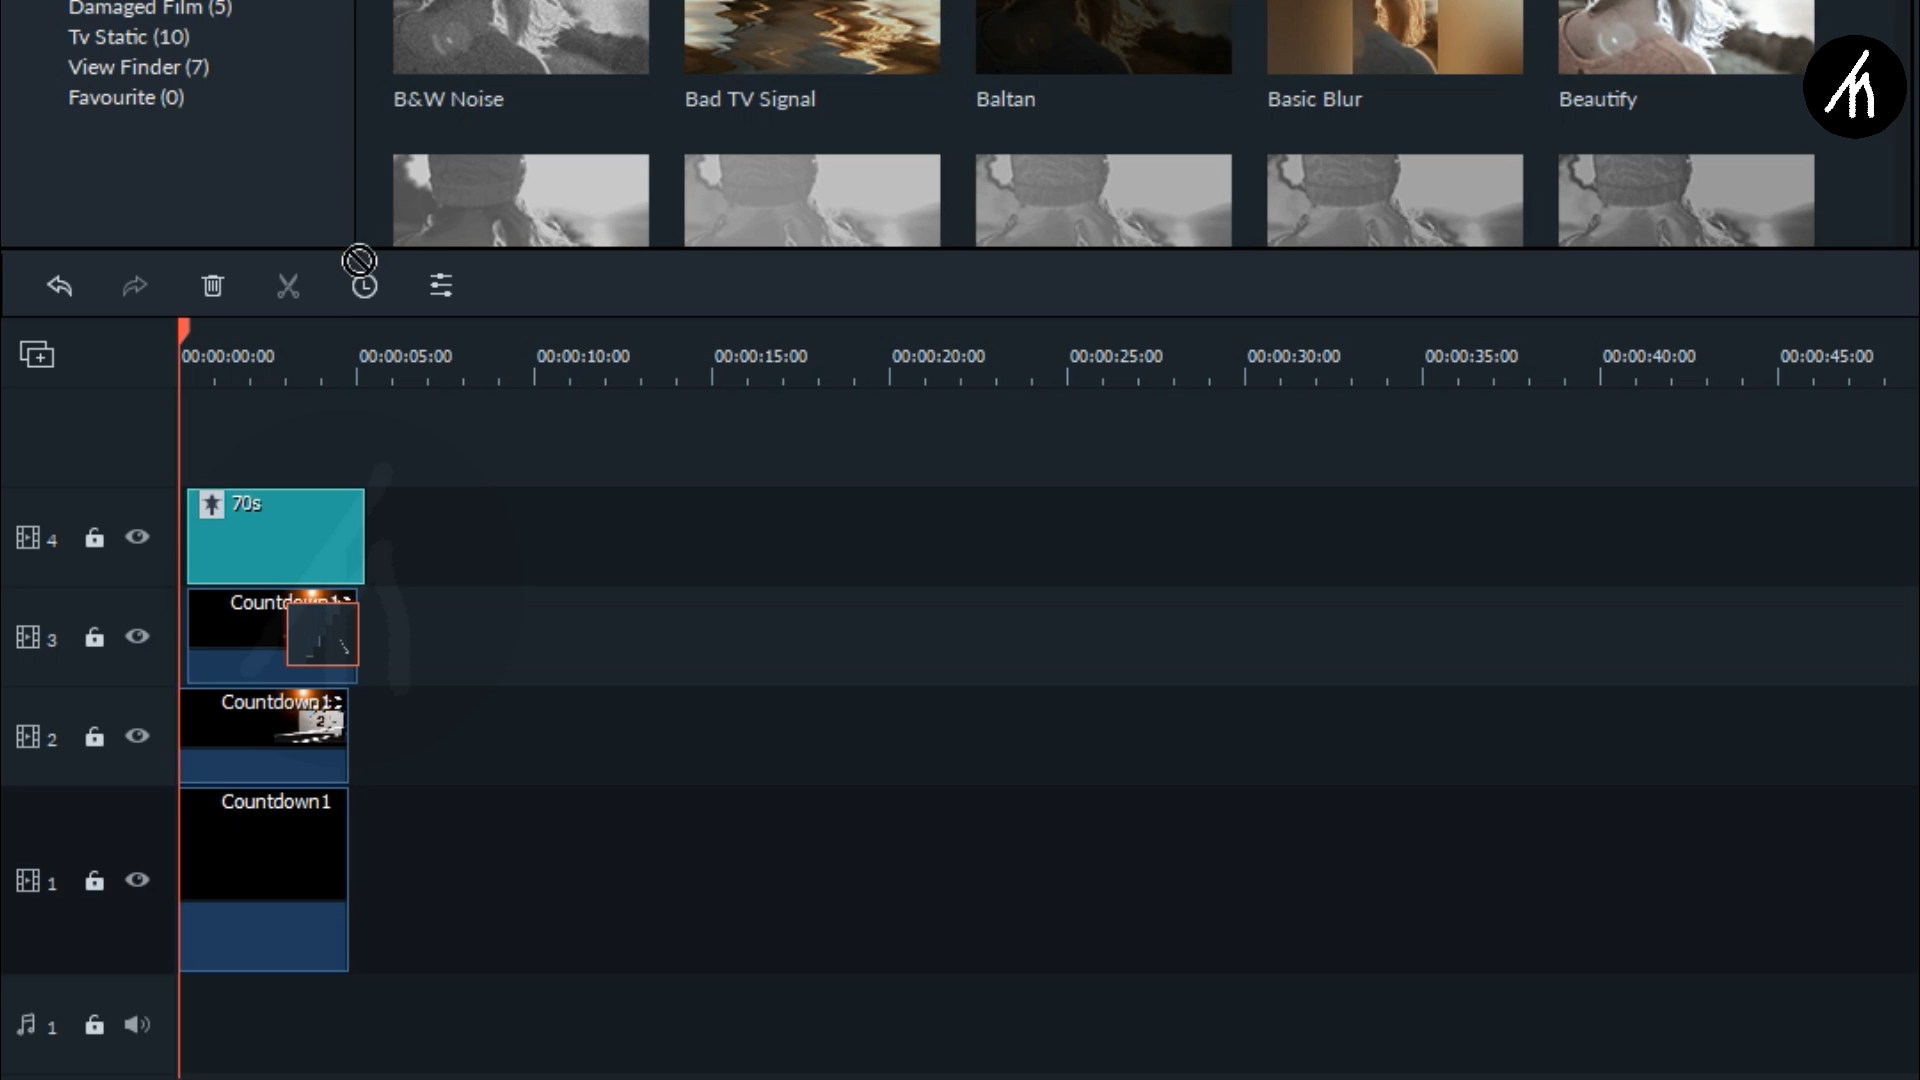 Damaged Film (5)
Tv Static (10)
View Finder (7)
Favourite (0)
B&W Noise
Bad TV Signal
Baltan
Basic Blur
Beautify
00:00:00:00
00:00:05:00
00:00:10:00
00:00:15:00
00:00:20:00
00:00:25:00
00:00:30:00
00:00:35:00
00:00:40:00
00:00:45:00
4
70s
3
Countdown1
2
Countdown1
2
1
Countdown1
1